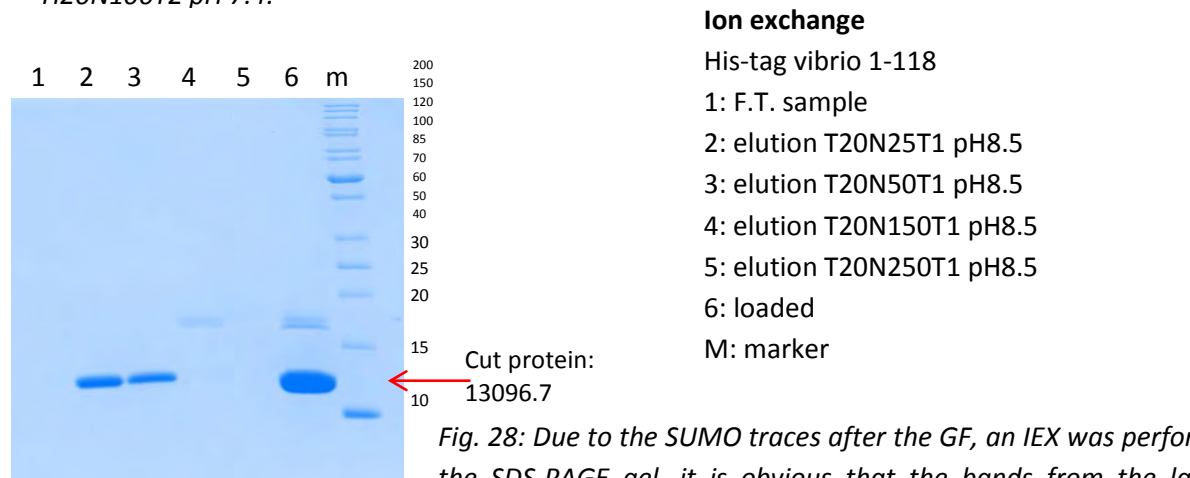 Ion exchange
His-tag vibrio 1-118
1: F.T. sample
2: elution T20N25T1 pH8.5
3: elution T20N50T1 pH8.5
4: elution T20N150T1 pH8.5
5: elution T20N250T1 pH8.5
6: loaded
M: marker
1 2 3 4 5 6 m
200
150
120
100
85
70
60
50
40
30
25
20
15
10
Cut protein:
13096.7
Fig. 28: Due to the SUMO traces after the GF, an IEX was perfor
the SDS-PAGE gel, it is obvious that the bands from the la